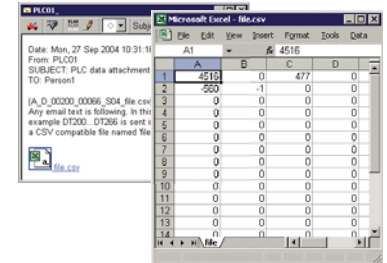 PLC01
Subj
Date: Mon, 27 Sep 2004 10:31:1
From: PLC01
SUBJECT: PLC data attachment
TO: Person1
(A_D_00200_00066_S04_file.csv
Any email text is following. In this
example DT200...DT266 is sent i
a CSV compatible file named file
file.csv
Microsoft Excel - file.csv
File Edit View Insert Format Tools Data
A1 4516
A B C D
1 4516 0 477 0
2 -560 -1 0 0
3 0 0 0 0
4 0 0 0 0
5 0 0 0 0
6 0 0 0 0
7 0 0 0 0
8 0 0 0 0
9 0 0 0 0
10 0 0 0 0
11 0 0 0 0
12 0 0 0 0
13 0 0 0 0
14 0 0 0 0
file